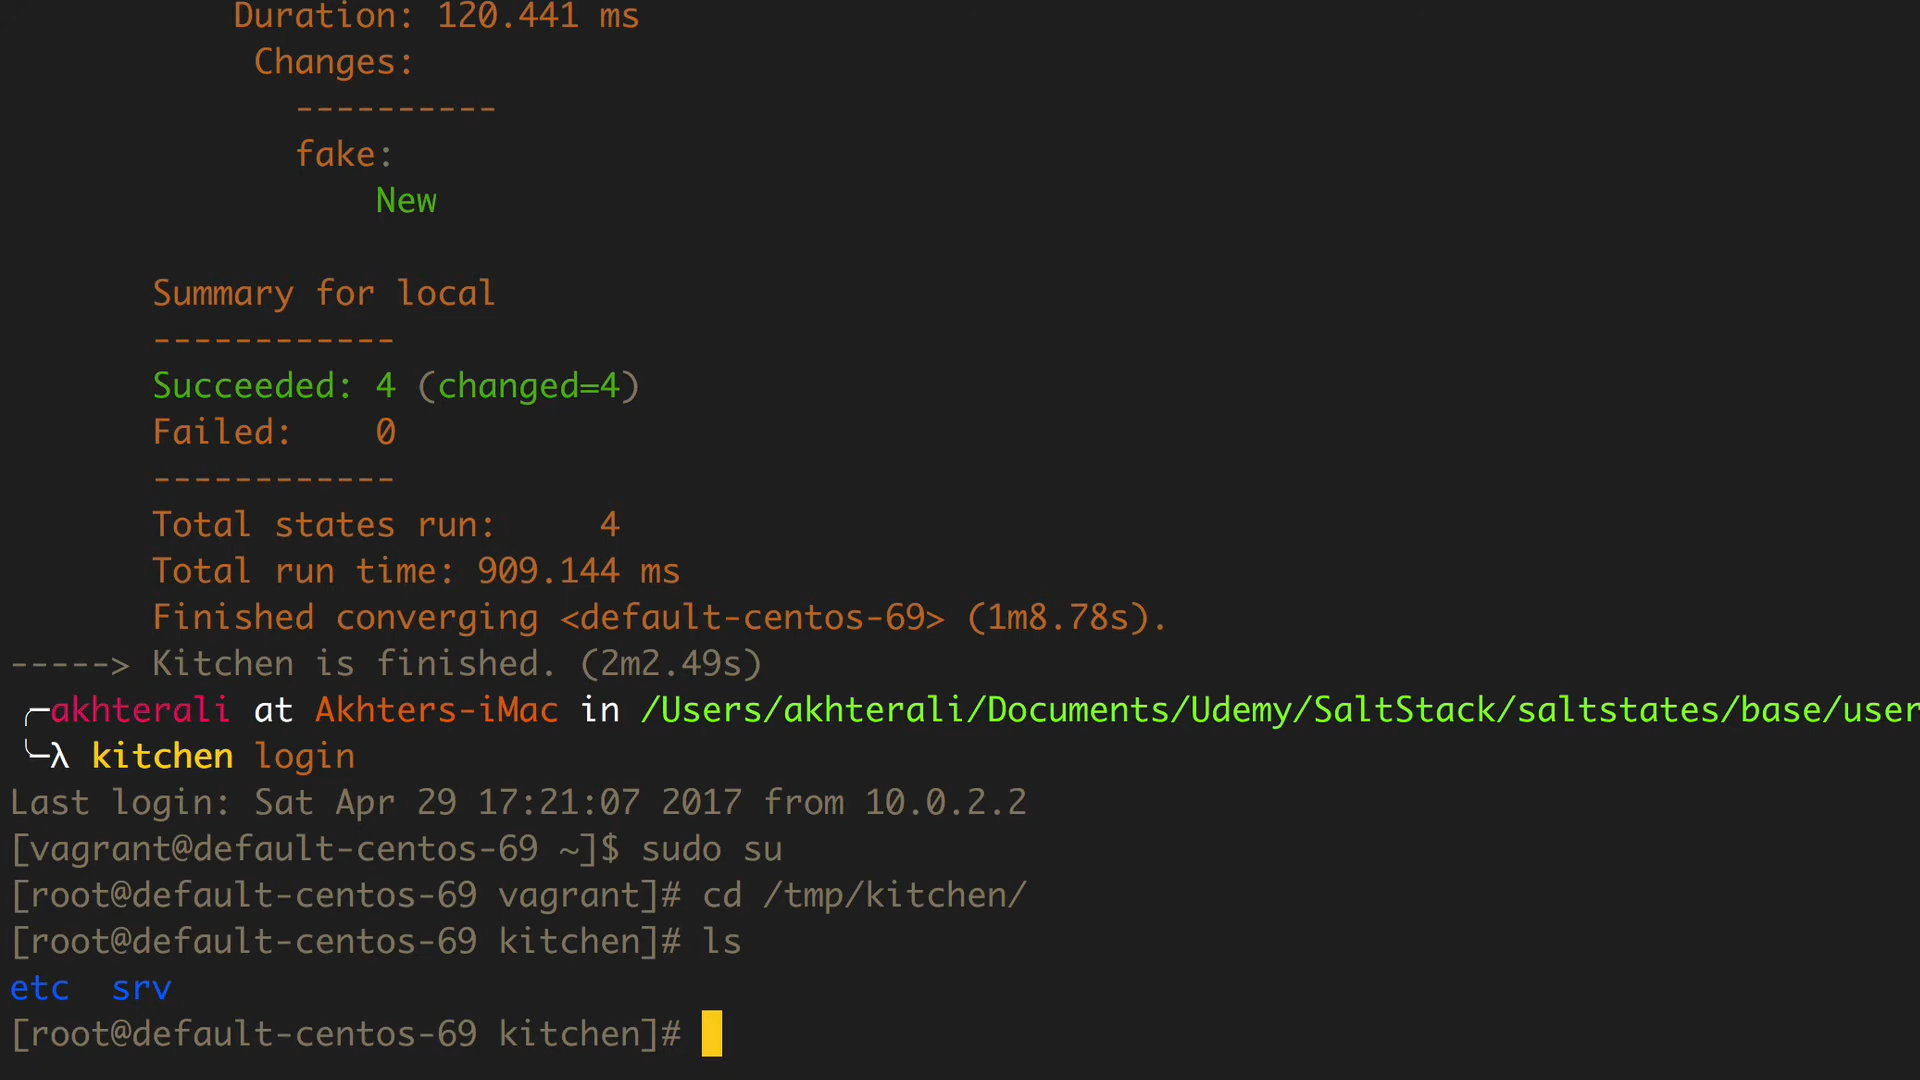 Duration: 120.441 ms
Changes:
----------
fake:
New
Summary for local
------------
Succeeded: 4 (changed=4)
Failed:    0
------------
Total states run:     4
Total run time: 909.144 ms
Finished converging <default-centos-69> (1m8.78s).
-----> Kitchen is finished. (2m2.49s)
╭─akhterali at Akhters-iMac in /Users/akhterali/Documents/Udemy/SaltStack/saltstates/base/user
╰─λ kitchen login
Last login: Sat Apr 29 17:21:07 2017 from 10.0.2.2
[vagrant@default-centos-69 ~]$ sudo su
[root@default-centos-69 vagrant]# cd /tmp/kitchen/
[root@default-centos-69 kitchen]# ls
etc  srv
[root@default-centos-69 kitchen]#